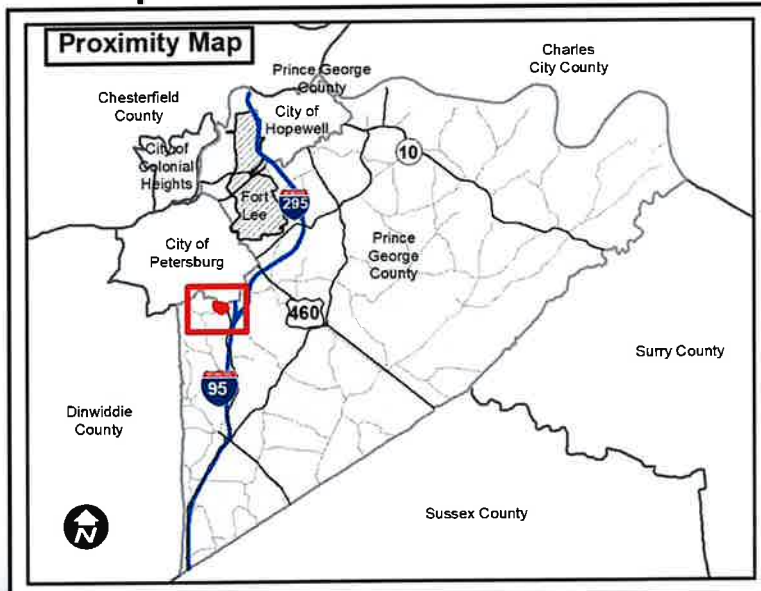 Proximity Map
Charles
City County
Prince George
County
Chesterfield
County
City of
Hopewell
City of
Colonial
Heights
10
Fort
Lee
295
City of
Petersburg
Prince
George
County
460
Surry County
95
Dinwiddie
County
Sussex County
N